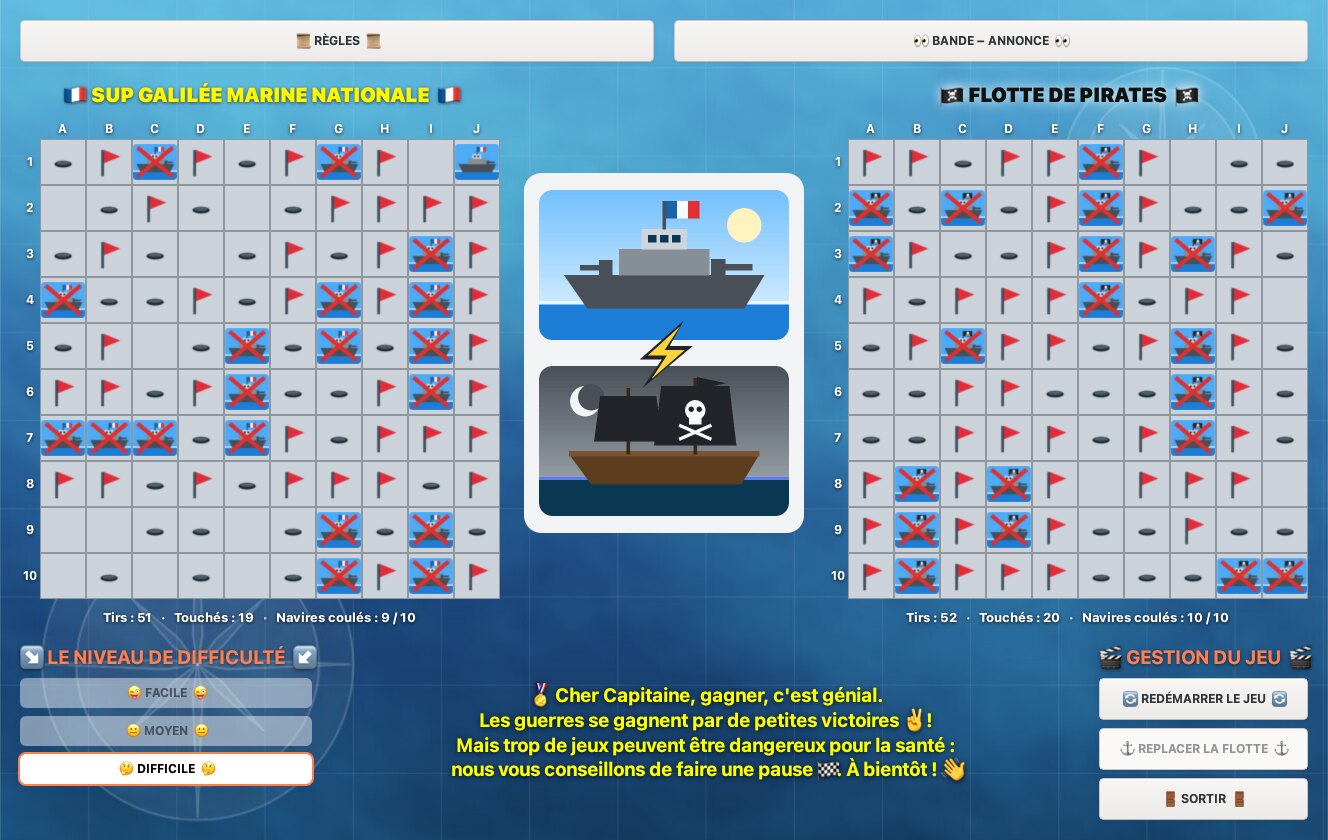 RÈGLES
BANDE – ANNONCE
SUP GALILÉE MARINE NATIONALE
FLOTTE DE PIRATES
A B C D E F G H I J
A B C D E F G H I J
1 1
2 2
3 3
4 4
5 5
6 6
7 7
8 8
9 9
10 10
Tirs : 51 · Touchés : 19 · Navires coulés : 9 / 10
Tirs : 52 · Touchés : 20 · Navires coulés : 10 / 10
LE NIVEAU DE DIFFICULTÉ
FACILE
MOYEN
DIFFICILE
Cher Capitaine, gagner, c'est génial.
Les guerres se gagnent par de petites victoires ✌️ !
Mais trop de jeux peuvent être dangereux pour la santé :
nous vous conseillons de faire une pause 🏁. À bientôt ! 👋
GESTION DU JEU
REDÉMARRER LE JEU
REPLACER LA FLOTTE
SORTIR